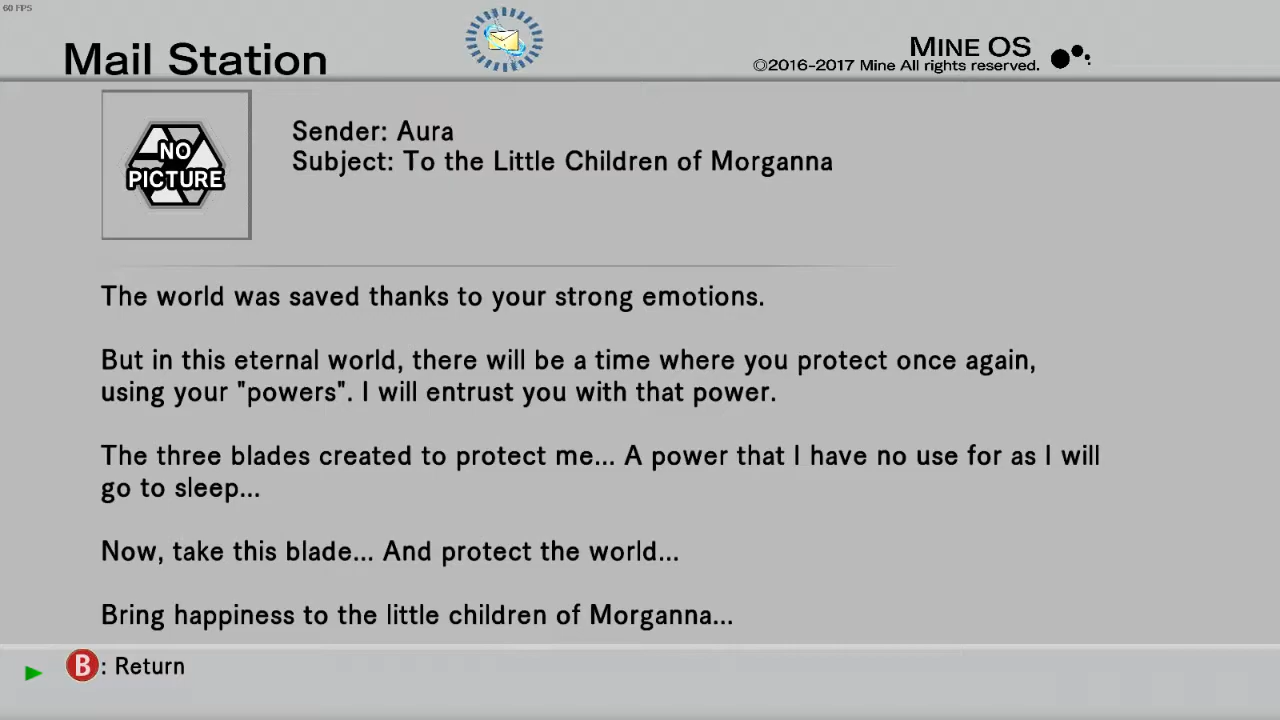 60 FPS
Mail Station
MINE OS
©2016-2017 Mine All rights reserved.
NO
PICTURE
Sender: Aura
Subject: To the Little Children of Morganna
The world was saved thanks to your strong emotions.
But in this eternal world, there will be a time where you protect once again,
using your "powers". I will entrust you with that power.
The three blades created to protect me... A power that I have no use for as I will
go to sleep...
Now, take this blade... And protect the world...
Bring happiness to the little children of Morganna...
B: Return